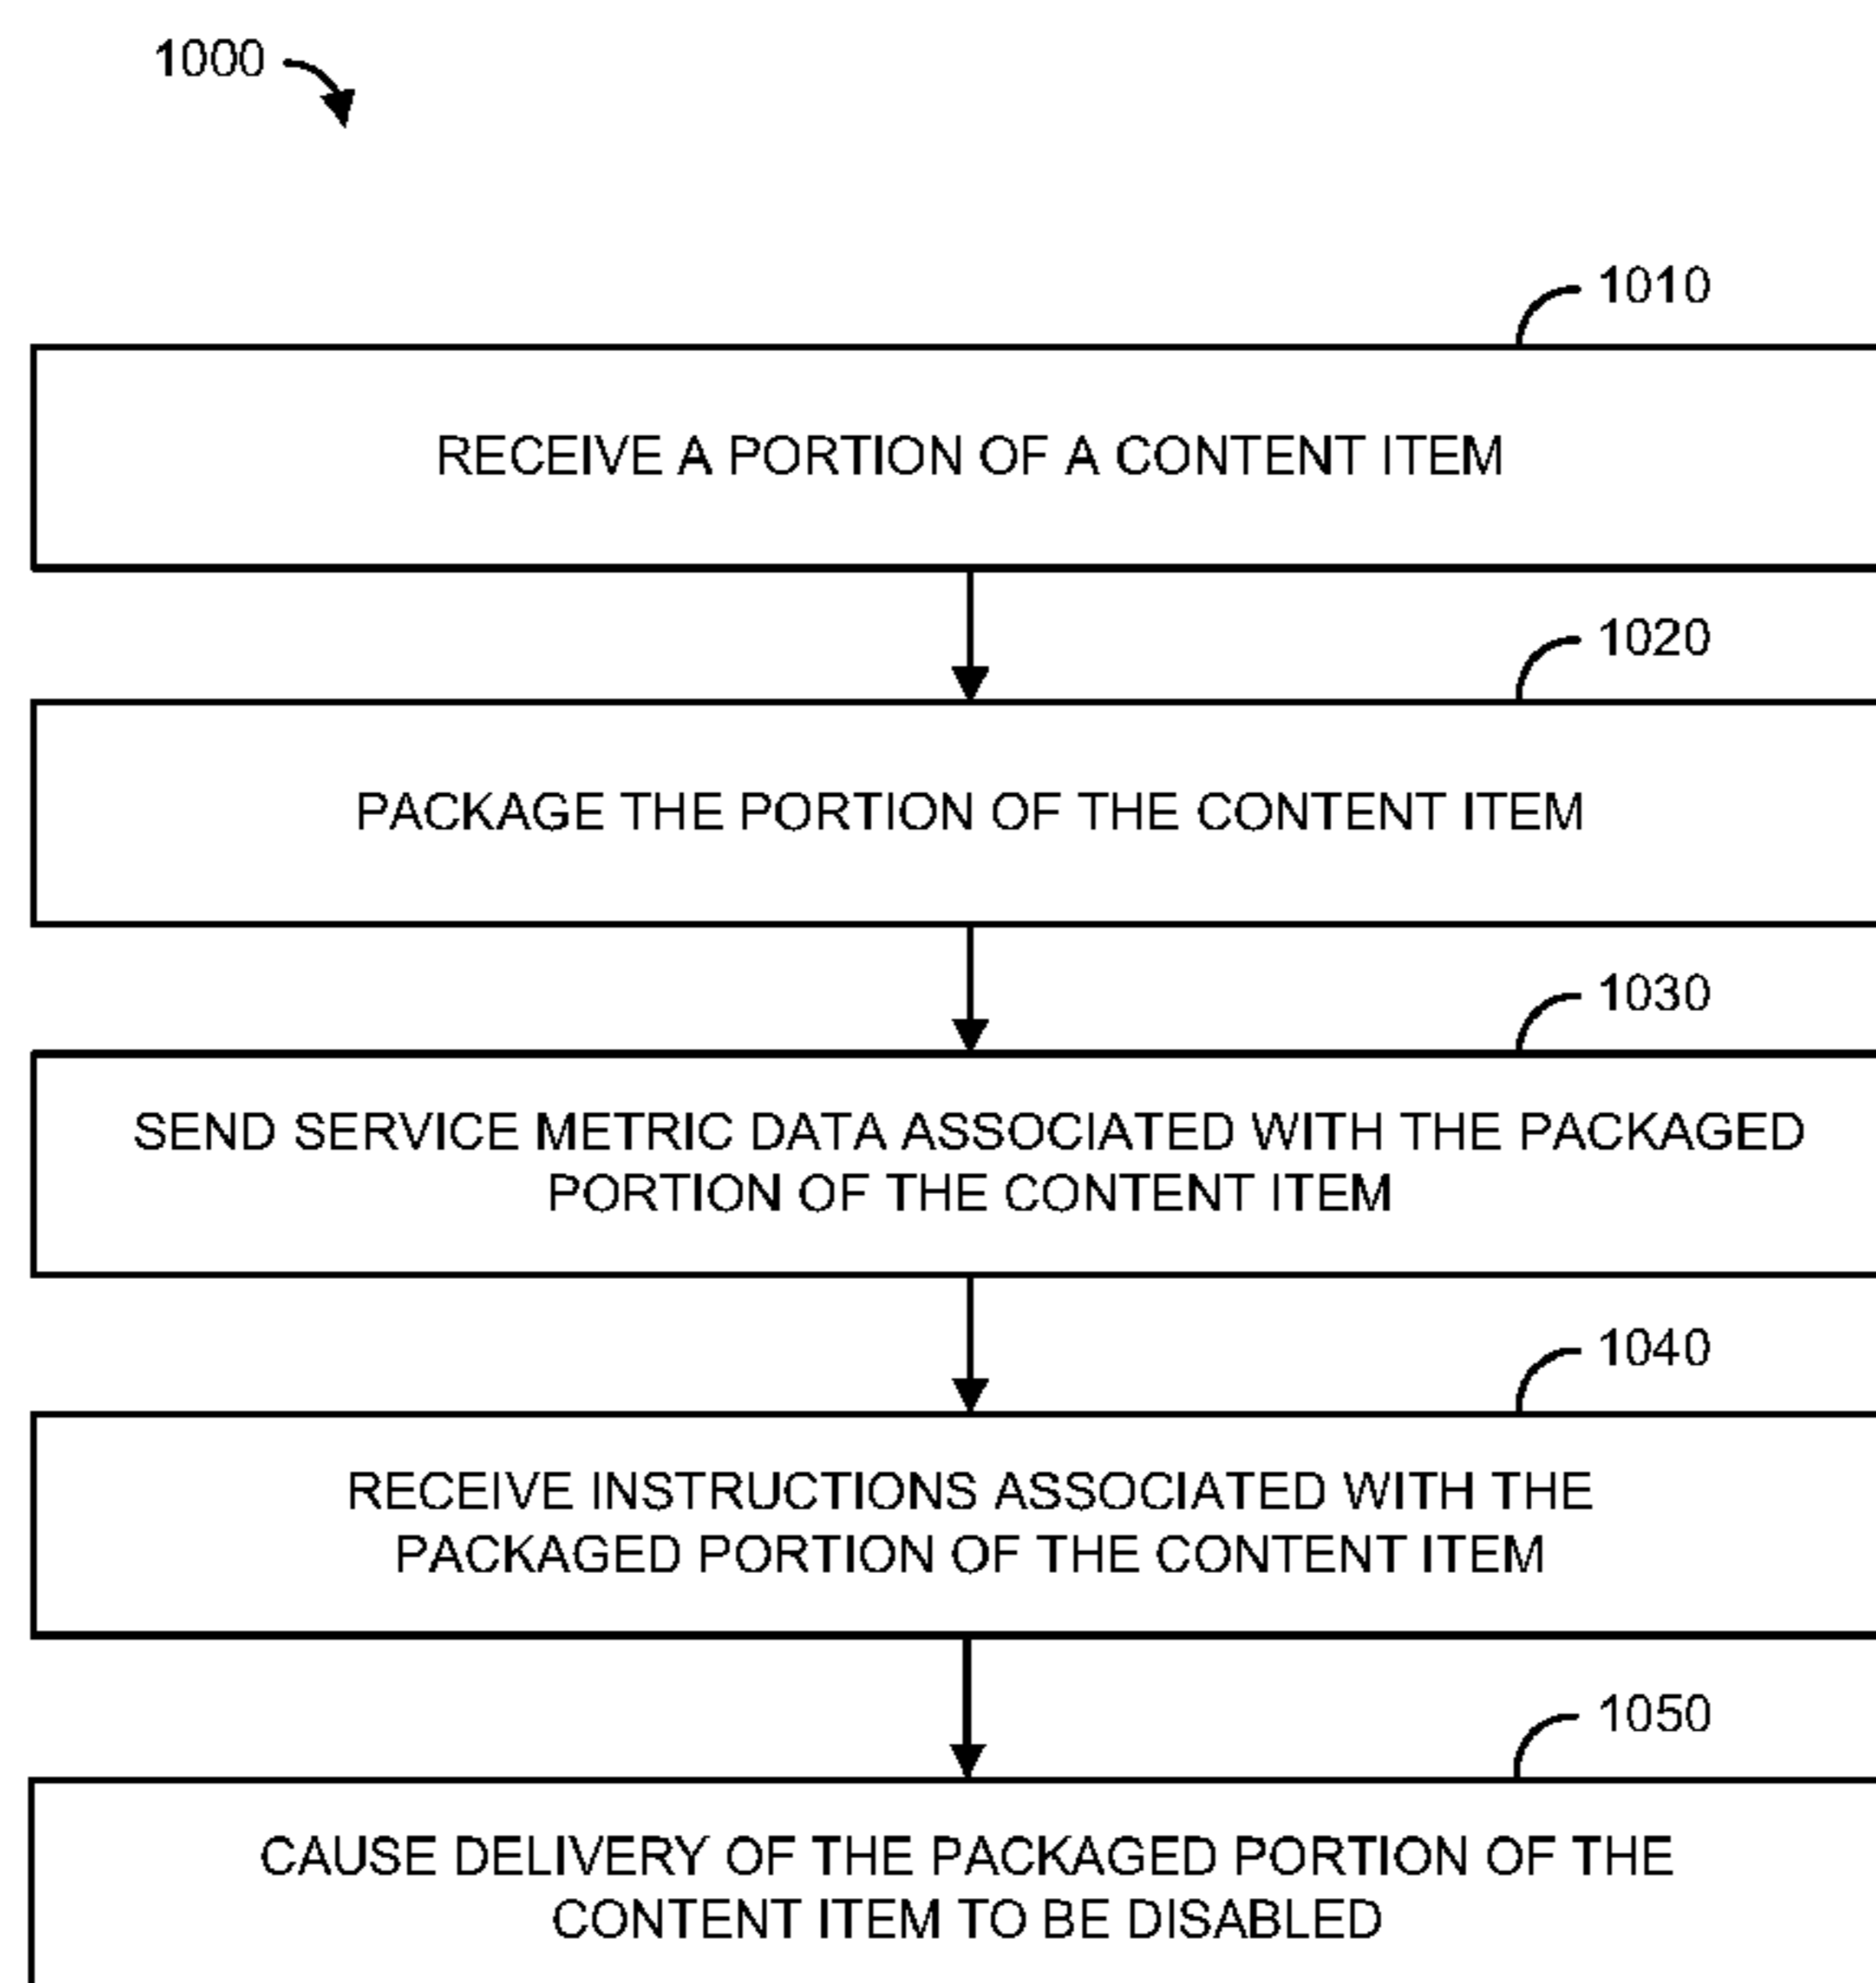 1000
1010
RECEIVE A PORTION OF A CONTENT ITEM
1020
PACKAGE THE PORTION OF THE CONTENT ITEM
1030
SEND SERVICE METRIC DATA ASSOCIATED WITH THE PACKAGED
PORTION OF THE CONTENT ITEM
1040
RECEIVE INSTRUCTIONS ASSOCIATED WITH THE
PACKAGED PORTION OF THE CONTENT ITEM
1050
CAUSE DELIVERY OF THE PACKAGED PORTION OF THE
CONTENT ITEM TO BE DISABLED